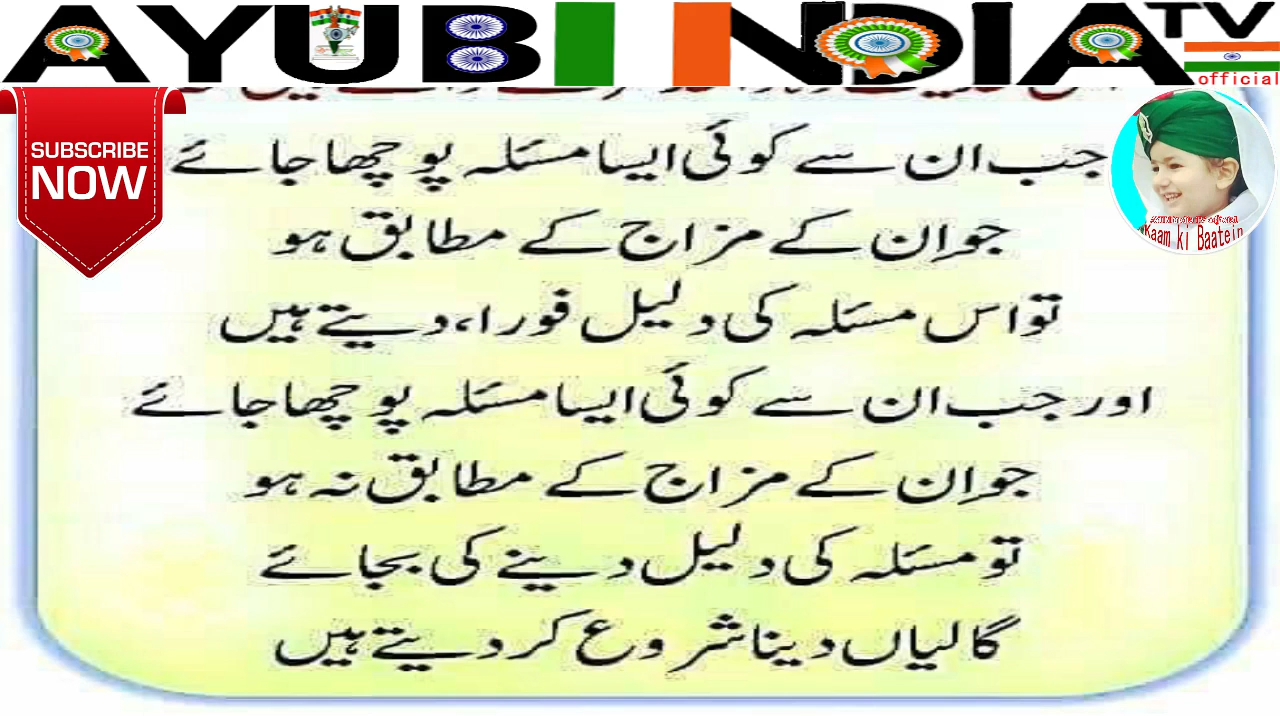 AYUB INDIA TV
official
SUBSCRIBE
NOW
Kaam ki Baatein
جب ان سے کوئی ایسا مسئلہ پوچھا جائے
جو اِن کے مزاج کے مطابق ہو
تو اس مسئلہ کی دلیل فورا، دیتے ہیں
اور جب ان سے کوئی ایسا مسئلہ پوچھا جائے
جو اِن کے مزاج کے مطابق نہ ہو
تو مسئلہ کی دلیل دینے کی بجائے
گالیاں دینا شروع کر دیتے ہیں